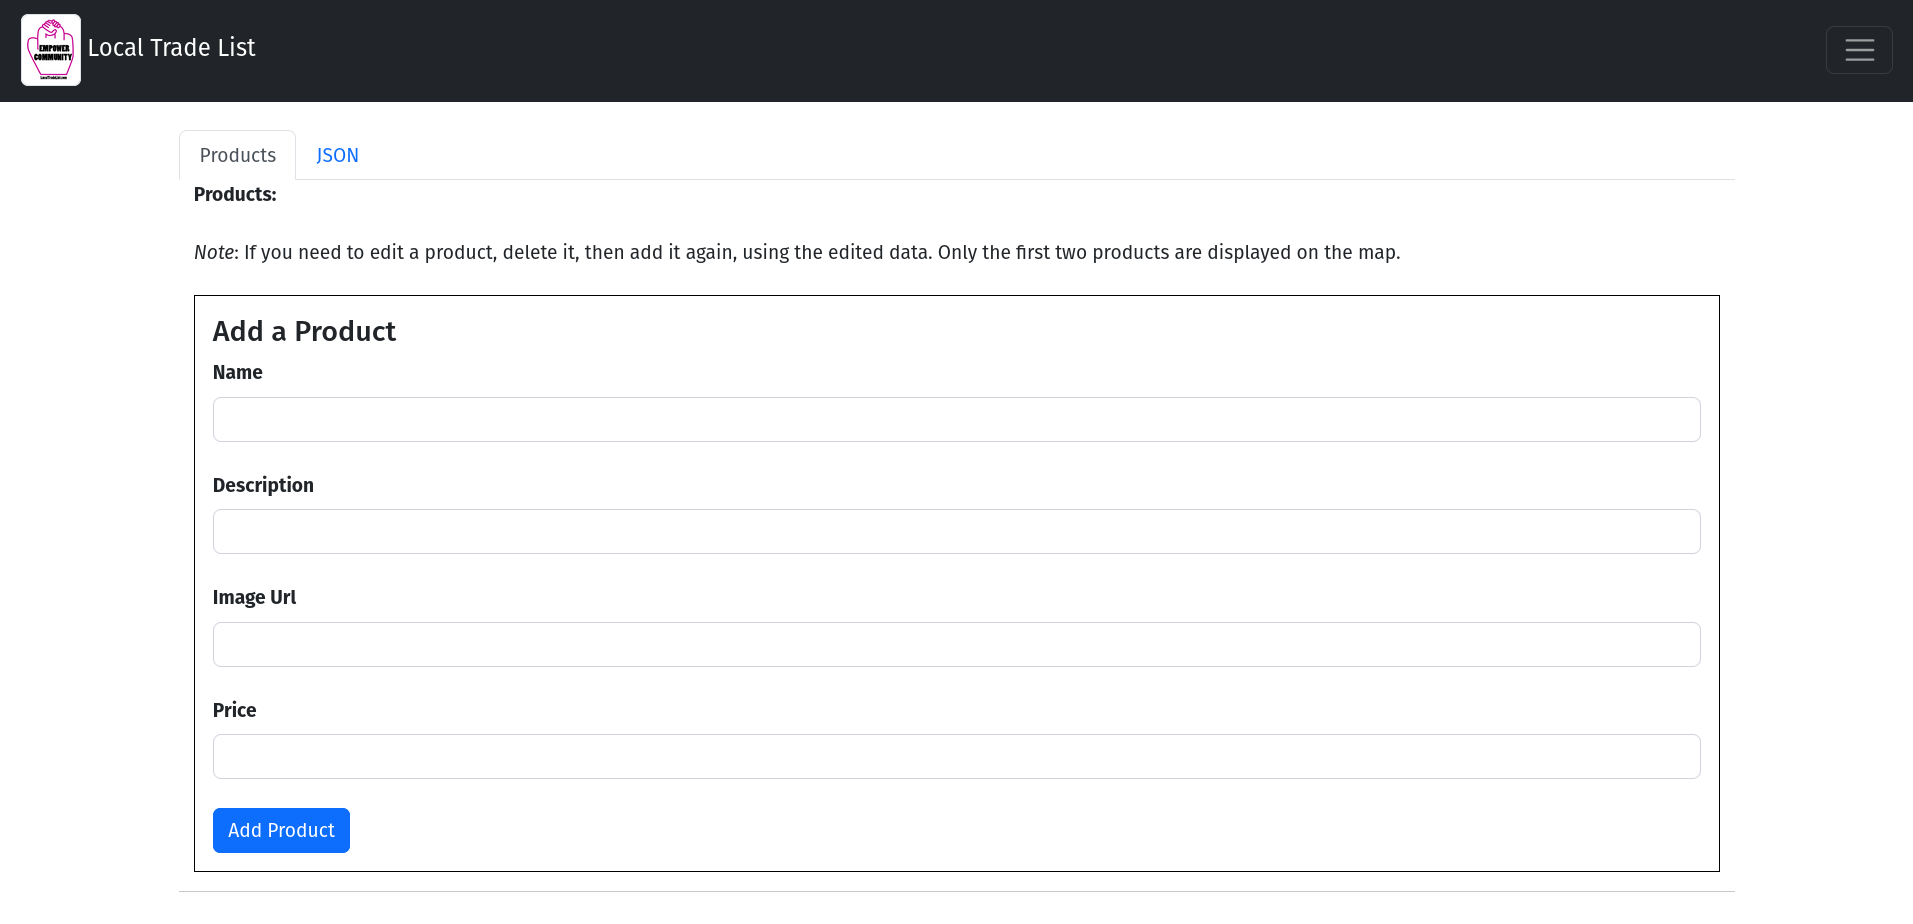 EMPOWER
COMMUNITY
Local Trade List
Products
JSON
Products:
Note: If you need to edit a product, delete it, then add it again, using the edited data. Only the first two products are displayed on the map.
Add a Product
Name
Description
Image Url
Price
Add Product